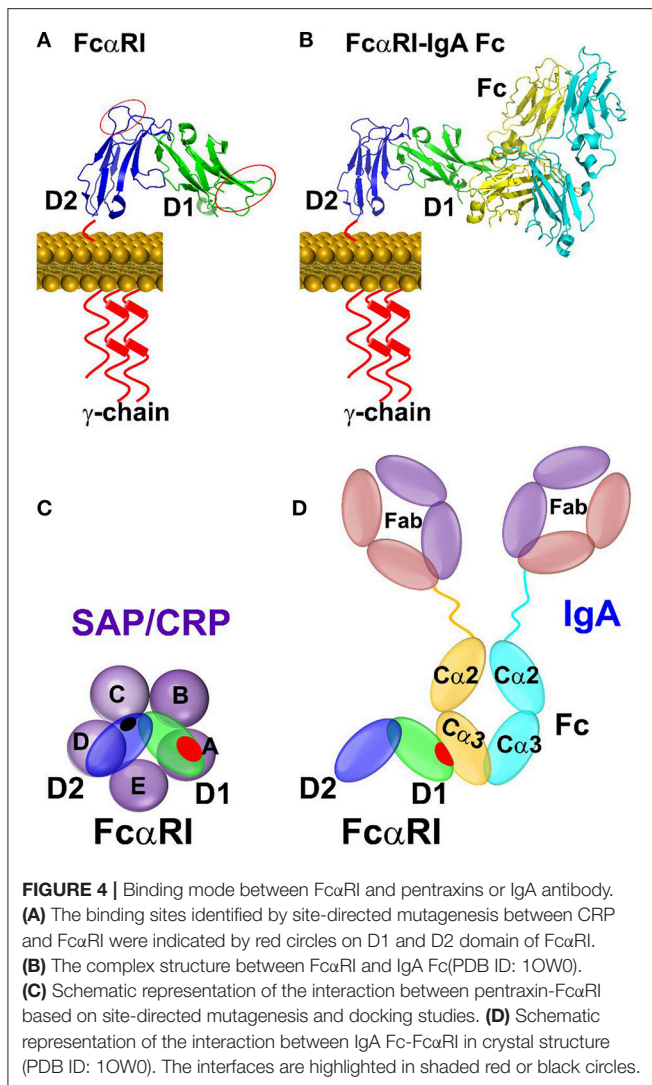 A
FcαRI
B
FcαRI-IgA Fc
Fc
D2
D1
D2
D1
γ-chain
γ-chain
C
D
Fab
Fab
SAP/CRP
IgA
C
B
D
A
E
D2
D1
FcαRI
Cα2
Cα2
Cα3
Cα3
Fc
D2
D1
FcαRI
FIGURE 4 | Binding mode between FcαRI and pentraxins or IgA antibody.
(A) The binding sites identified by site-directed mutagenesis between CRP
and FcαRI were indicated by red circles on D1 and D2 domain of FcαRI.
(B) The complex structure between FcαRI and IgA Fc(PDB ID: 1OW0).
(C) Schematic representation of the interaction between pentraxin-FcαRI
based on site-directed mutagenesis and docking studies. (D) Schematic
representation of the interaction between IgA Fc-FcαRI in crystal structure
(PDB ID: 1OW0). The interfaces are highlighted in shaded red or black circles.